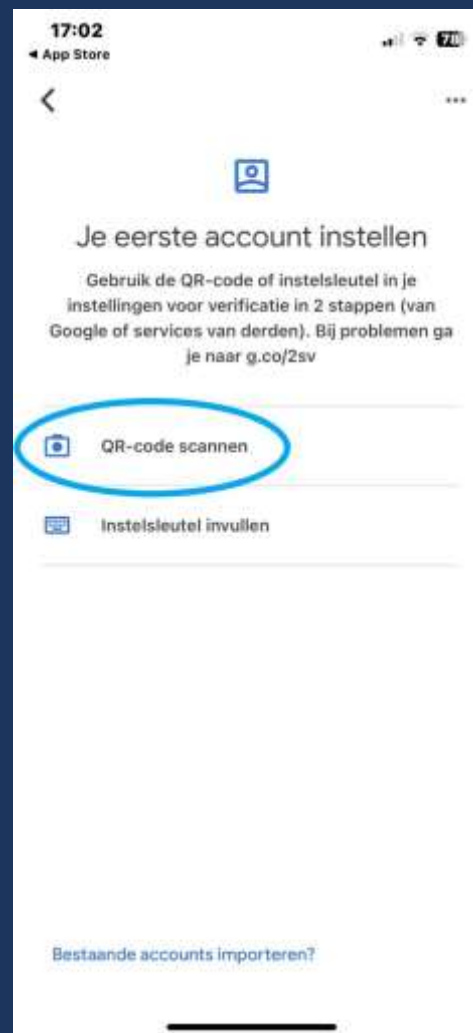 17:02
App Store
Je eerste account instellen
Gebruik de QR-code of instelsleutel in je
instellingen voor verificatie in 2 stappen (van
Google of services van derden). Bij problemen ga
je naar g.co/2sv
QR-code scannen
Instelsleutel invullen
Bestaande accounts importeren?